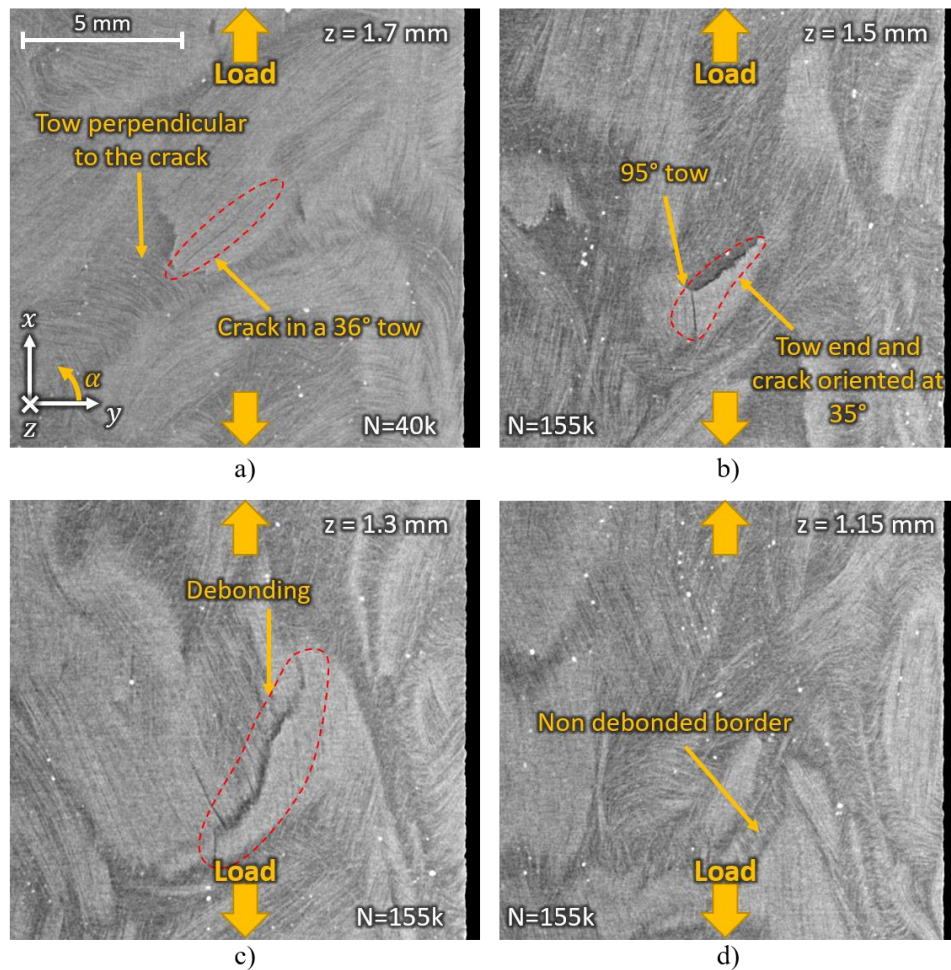 5 mm
z = 1.7 mm
Load
Tow perpendicular
to the crack
Crack in a 36° tow
x
α
y
z
N=40k
a)
z = 1.5 mm
Load
95° tow
Tow end and
crack oriented at
35°
N=155k
b)
z = 1.3 mm
Debonding
Load
N=155k
c)
z = 1.15 mm
Non debonded border
Load
N=155k
d)